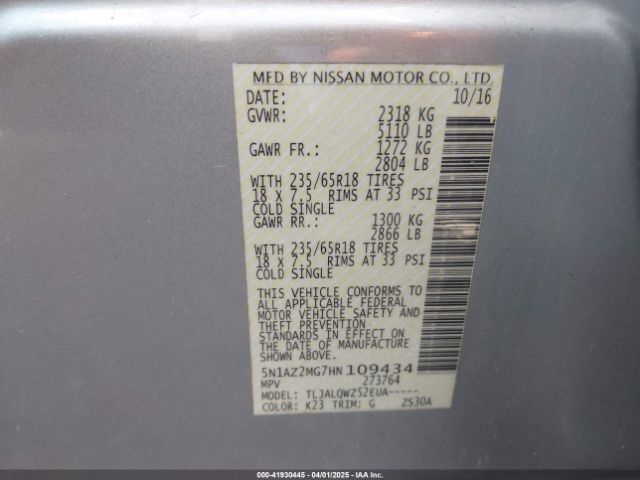 MFD BY NISSAN MOTOR CO., LTD.
DATE: 10/16
GVWR: 2318 KG
5110 LB
GAWR FR.: 1272 KG
2804 LB
WITH 235/65R18 TIRES
18 X 7.5 RIMS AT 33 PSI
COLD SINGLE
GAWR RR.: 1300 KG
2866 LB
WITH 235/65R18 TIRES
18 X 7.5 RIMS AT 33 PSI
COLD SINGLE
THIS VEHICLE CONFORMS TO
ALL APPLICABLE FEDERAL
MOTOR VEHICLE SAFETY AND
THEFT PREVENTION
STANDARDS IN EFFECT ON
THE DATE OF MANUFACTURE
SHOWN ABOVE.
5N1AZ2MG7HN109434
MPV 273764
MODEL: TLJALQWZ52EUA-----
COLOR: K23 TRIM: G ZS30A
000-41930445 - 04/01/2025 - IAA Inc.